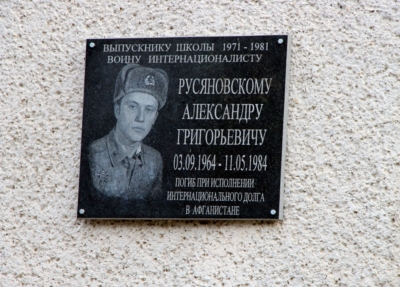 ВЫПУСКНИКУ ШКОЛЫ 1971 - 1981
ВОИНУ ИНТЕРНАЦИОНАЛИСТУ
РУСЯНОВСКОМУ
АЛЕКСАНДРУ
ГРИГОРЬЕВИЧУ
03.09.1964 - 11.05.1984
ПОГИБ ПРИ ИСПОЛНЕНИИ
ИНТЕРНАЦИОНАЛЬНОГО ДОЛГА
В АФГАНИСТАНЕ